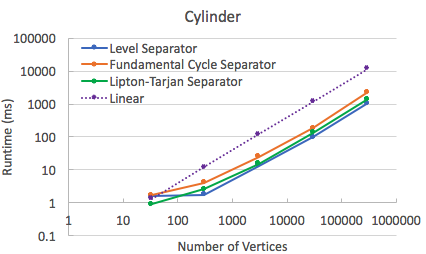 Cylinder
100000
10000
1000
100
10
1
0.1
Runtime (ms)
Level Separator
Fundamental Cycle Separator
Lipton-Tarjan Separator
Linear
1 10 100 1000 10000 100000 1000000
Number of Vertices